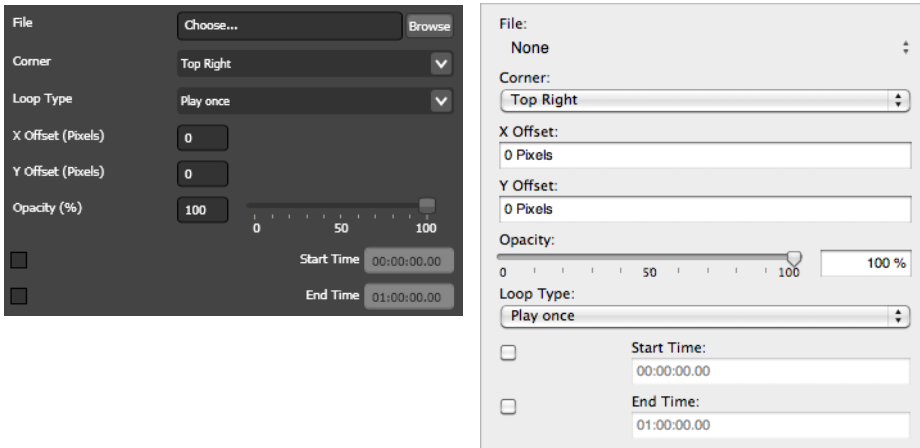 File
Choose...
Browse
Corner
Top Right
Loop Type
Play once
X Offset (Pixels)
0
Y Offset (Pixels)
0
Opacity (%)
100
0 50 100
Start Time 00:00:00.00
End Time 01:00:00.00
File:
None
Corner:
Top Right
X Offset:
0 Pixels
Y Offset:
0 Pixels
Opacity:
0 50 100
100 %
Loop Type:
Play once
Start Time:
00:00:00.00
End Time:
01:00:00.00